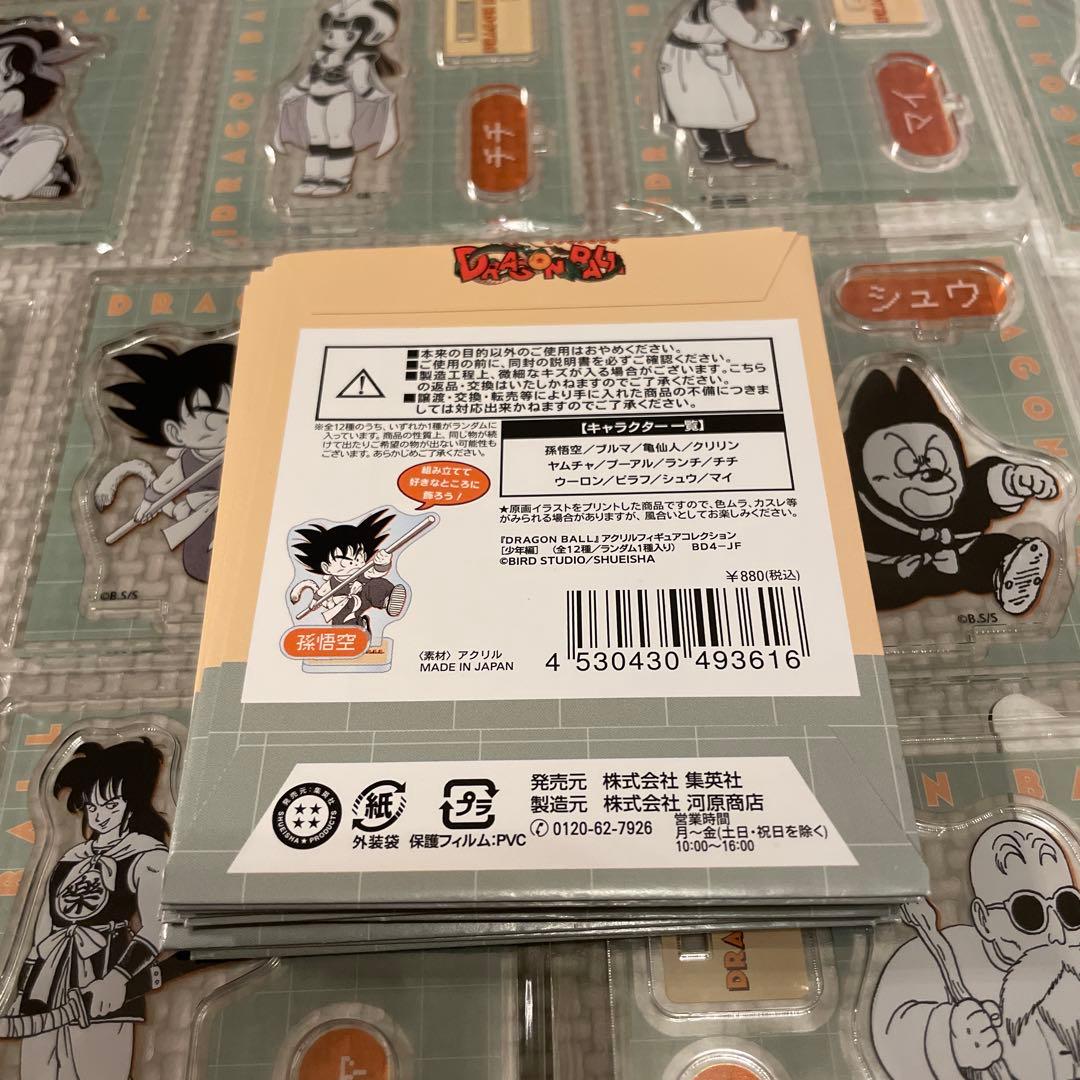 DRAGON BALL
チチ
マイ
シュウ
DRAGON BALL
■本来の目的以外のご使用はおやめください。
■ご使用の前に、同封の説明書を必ずご確認ください。
■製造工程上、微細なキズが入る場合がございます。こちら
の返品・交換はいたしかねますのでご了承ください。
■譲渡・交換・転売等により手に入れた商品の不備につきま
しては対応出来かねますのでご了承ください。
※全12種のうち、いずれか1種がランダムに
入っています。商品の性質上、同じ物が続
けて出たりご希望の物が出ない可能性も
ございます。あらかじめご了承ください。
【キャラクター一覧】
孫悟空／ブルマ／亀仙人／クリリン
ヤムチャ／プーアル／ランチ／チチ
ウーロン／ピラフ／シュウ／マイ
組み立てて
好きなところに
飾ろう！
★原画イラストをプリントした商品ですので、色ムラ、カスレ等
がみられる場合がありますが、風合いとしてお楽しみください。
『DRAGON BALL』アクリルフィギュアコレクション
［少年編］（全12種／ランダム1種入り） BD4-JF
©BIRD STUDIO/SHUEISHA
￥880(税込)
孫悟空
〈素材〉アクリル
MADE IN JAPAN
4 530430 493616
©B.S/S
©B.S/S
楽
発売元：集英社
SHUEISHA★PRODUCTS
紙
外装袋
プラ
保護フィルム：PVC
発売元 株式会社 集英社
製造元 株式会社 河原商店
0120-62-7926
営業時間
月～金(土日・祝日を除く)
10:00～16:00